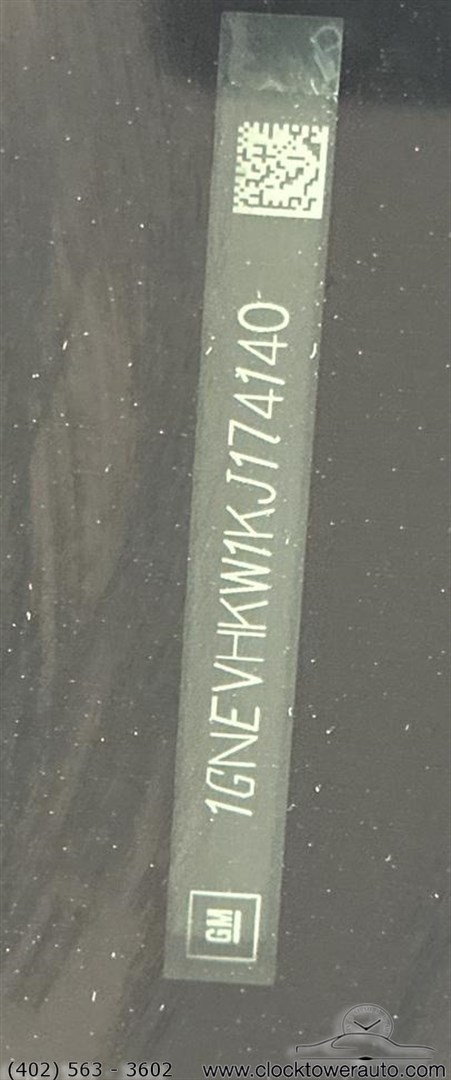 1GNEVHKW1KJ174140
GM
(402) 563 - 3602
www.clocktowerauto.com